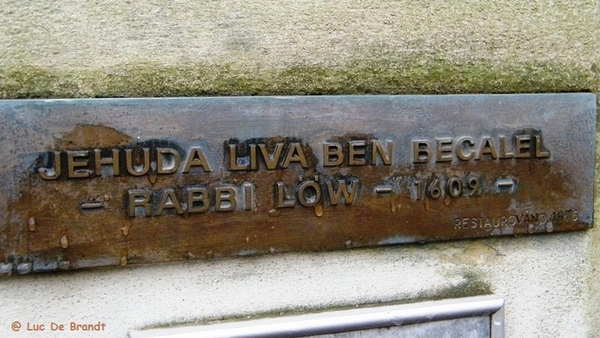 JEHUDA LIVA BEN BECALEL
- RABBI LÖW - 1609 -
RESTAUROVÁNO 1975
@ Luc De Brandt